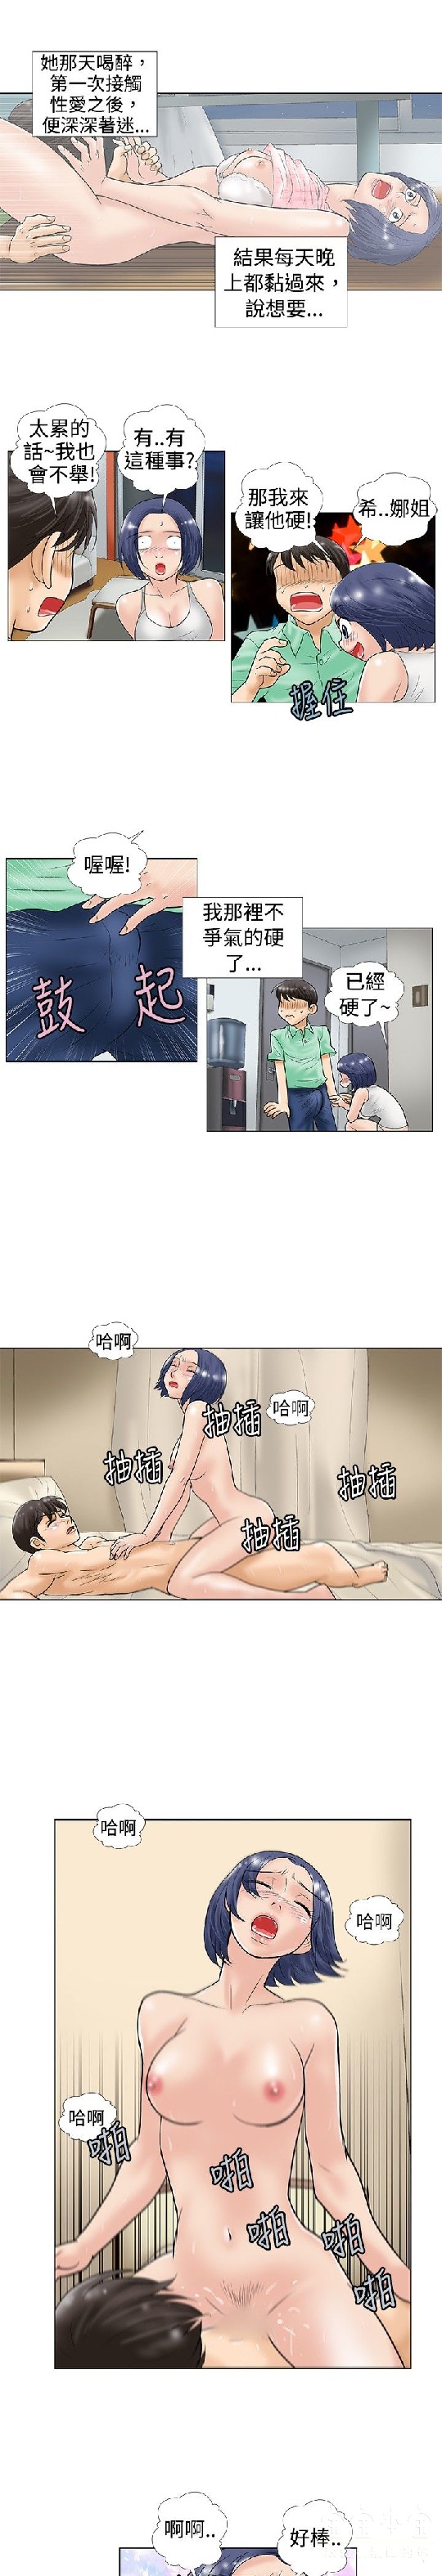 她那天喝醉，
第一次接觸
性愛之後，
便深深著迷...
結果每天晚
上都黏過來，
說想要...
太累的
話~我也
會不舉!
有..有
這種事?
那我來
讓他硬!
希..娜姐
握住
喔喔!
鼓起
我那裡不
爭氣的硬
了...
已經
硬了~
哈啊
抽插
哈啊
抽插
抽插
抽插
哈啊
哈啊
哈啊
啪
啪
啪
啪
啪
啊啊..
好棒..